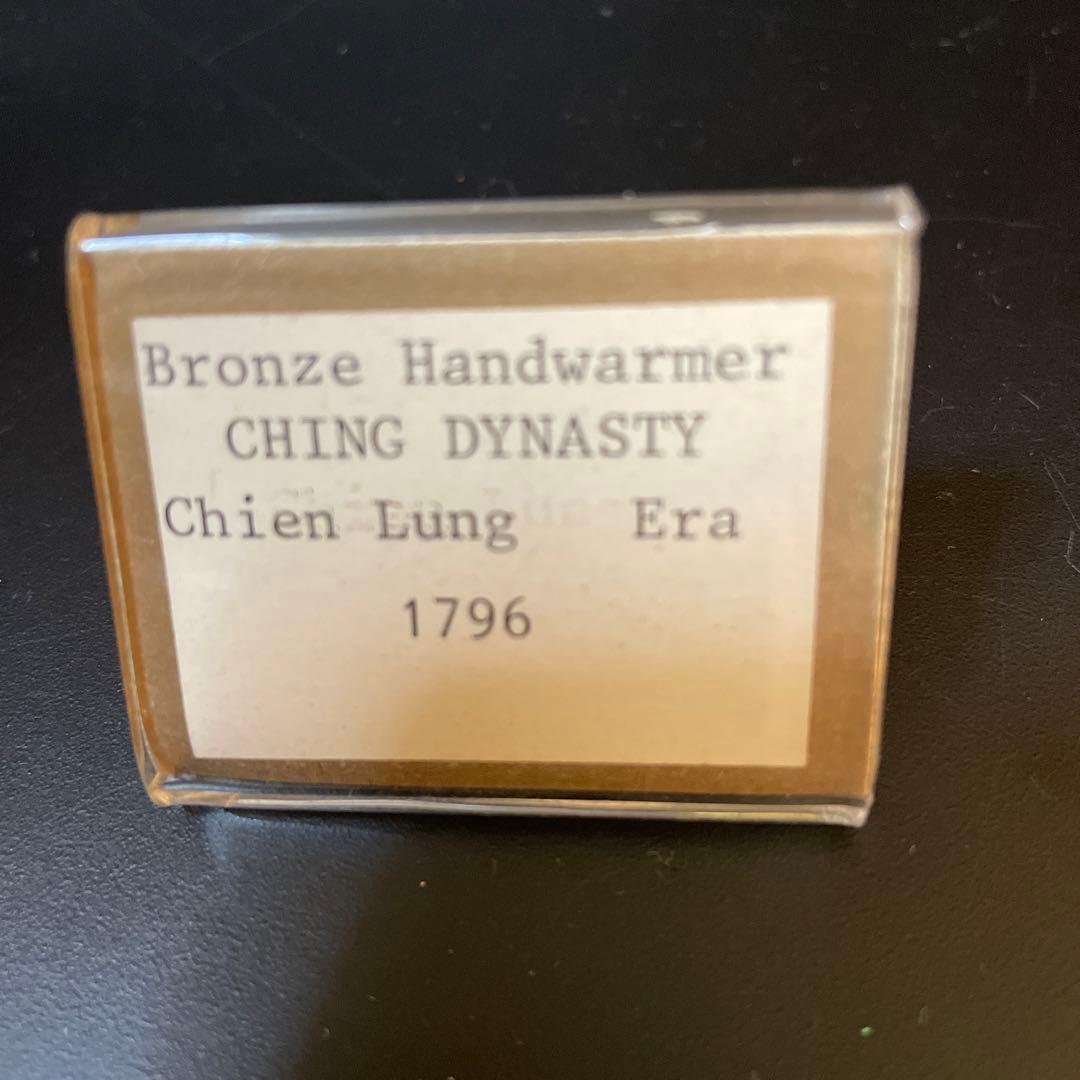 Bronze Handwarmer
CHING DYNASTY
Chien Lung Era
1796